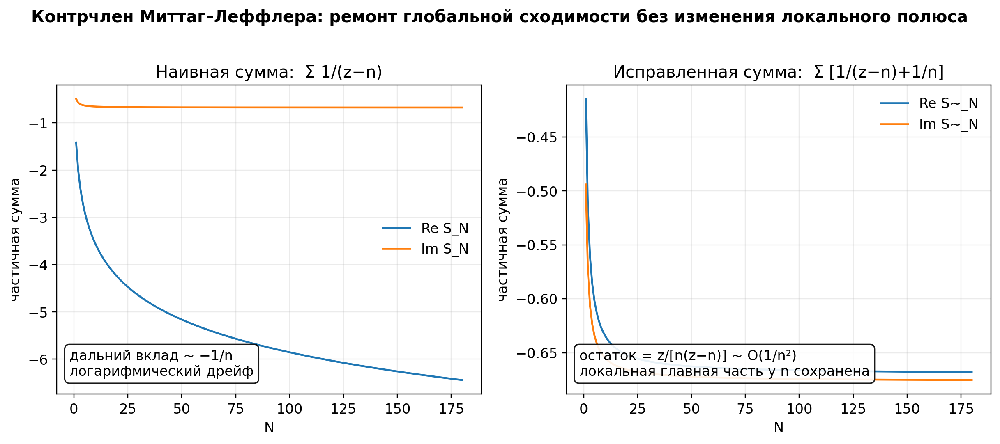 Контрчлен Миттаг–Леффлера: ремонт глобальной сходимости без изменения локального полюса
Наивная сумма: Σ 1/(z−n)
−1
−2
−3
−4
−5
−6
частичная сумма
Re S_N
Im S_N
дальний вклад ~ −1/n
логарифмический дрейф
0 25 50 75 100 125 150 175
N
Исправленная сумма: Σ [1/(z−n)+1/n]
−0.45
−0.50
−0.55
−0.60
−0.65
частичная сумма
Re S~_N
Im S~_N
остаток = z/[n(z−n)] ~ O(1/n²)
локальная главная часть у n сохранена
0 25 50 75 100 125 150 175
N